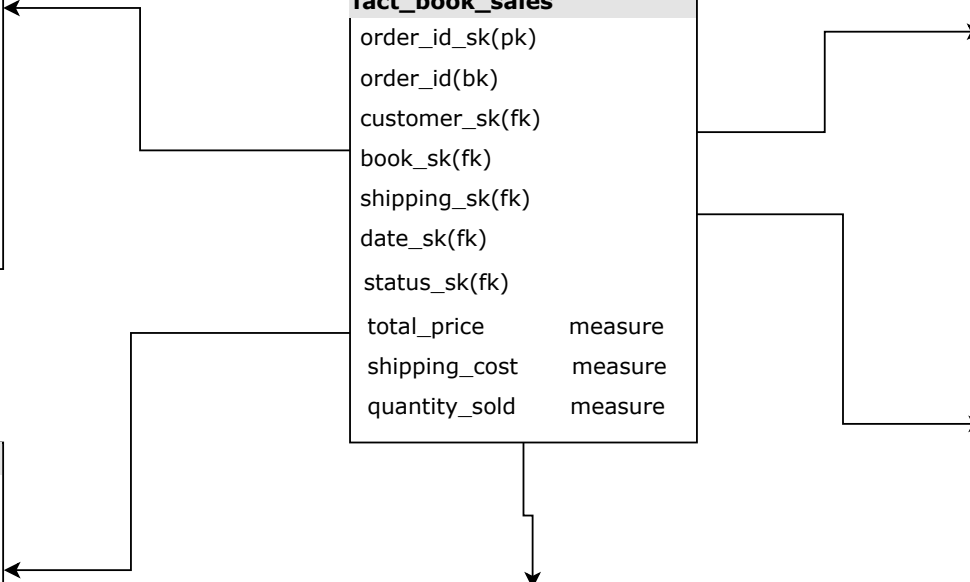 fact_book_sales
order_id_sk(pk)
order_id(bk)
customer_sk(fk)
book_sk(fk)
shipping_sk(fk)
date_sk(fk)
status_sk(fk)
total_price measure
shipping_cost measure
quantity_sold measure